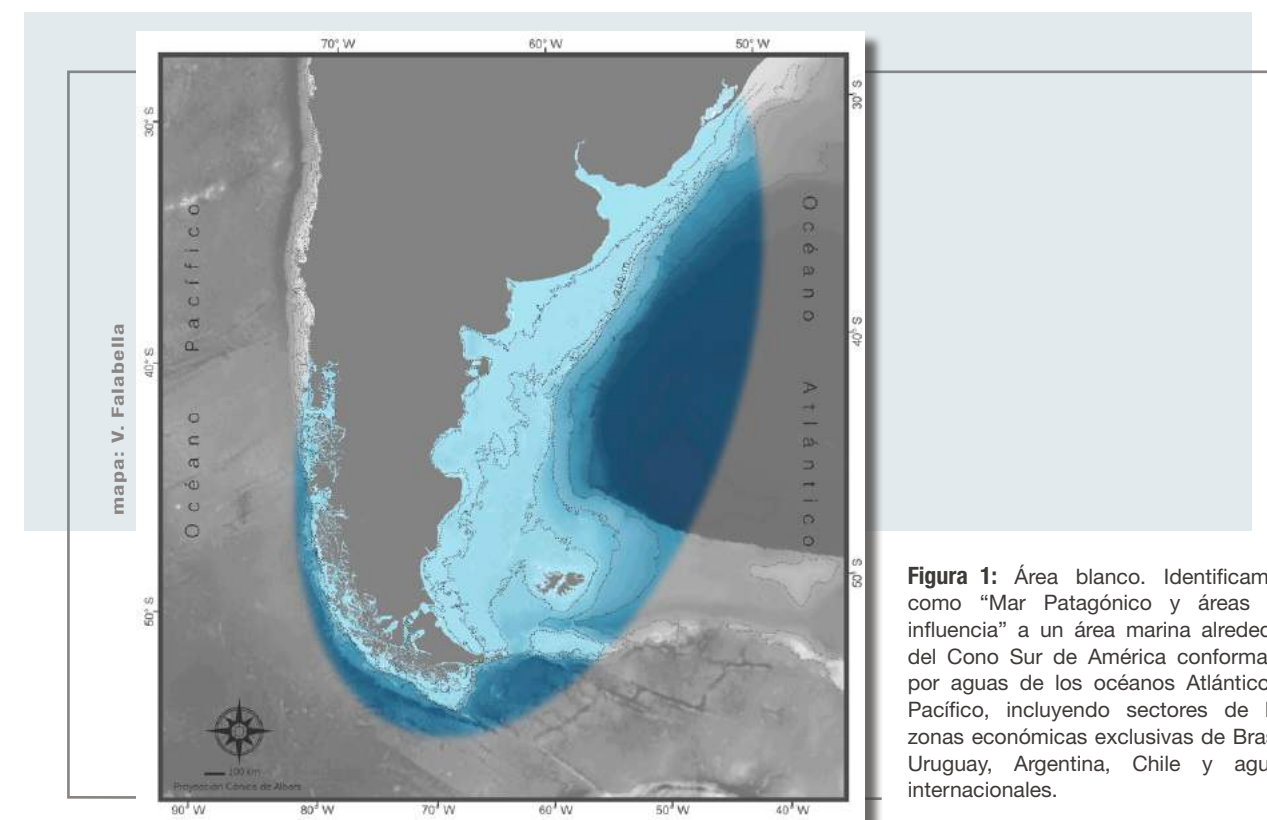 70° W 60° W 50° W
30° S
30° S
Océano Pacífico
Océano Atlántico
200 m
mapa: V. Falabella
40° S
40° S
50° S
50° S
km
Proyección Cónica de Albers
90° W 80° W 70° W 60° W 50° W 40° W
Figura 1: Área blanco. Identificam
como “Mar Patagónico y áreas
influencia” a un área marina alreded
del Cono Sur de América conforma
por aguas de los océanos Atlántico
Pacífico, incluyendo sectores de l
zonas económicas exclusivas de Bras
Uruguay, Argentina, Chile y agu
internacionales.